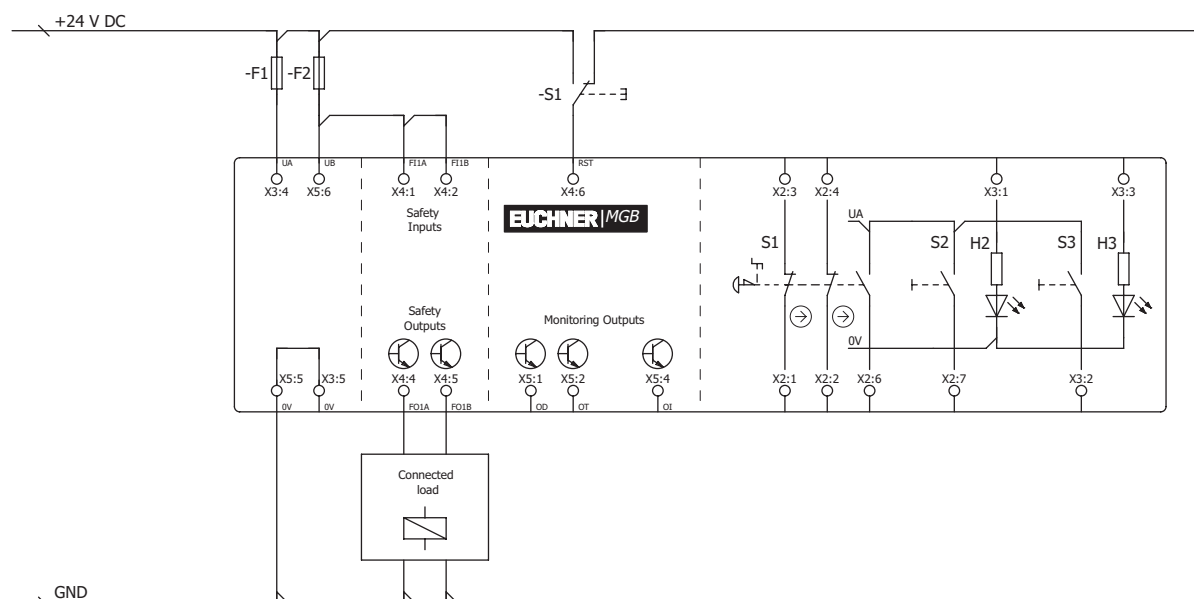 +24 V DC
-F1
-F2
-S1
UA
UB
FI1A
FI1B
RST
X3:4
X5:6
X4:1
X4:2
X4:6
X2:3
X2:4
X3:1
X3:3
Safety
Inputs
EUCHNER|MGB
UA
S1
S2
H2
S3
H3
Safety
Outputs
Monitoring Outputs
0V
X5:5
X3:5
X4:4
X4:5
X5:1
X5:2
X5:4
X2:1
X2:2
X2:6
X2:7
X3:2
0V
0V
FO1A
FO1B
OD
OT
OI
Connected
load
GND